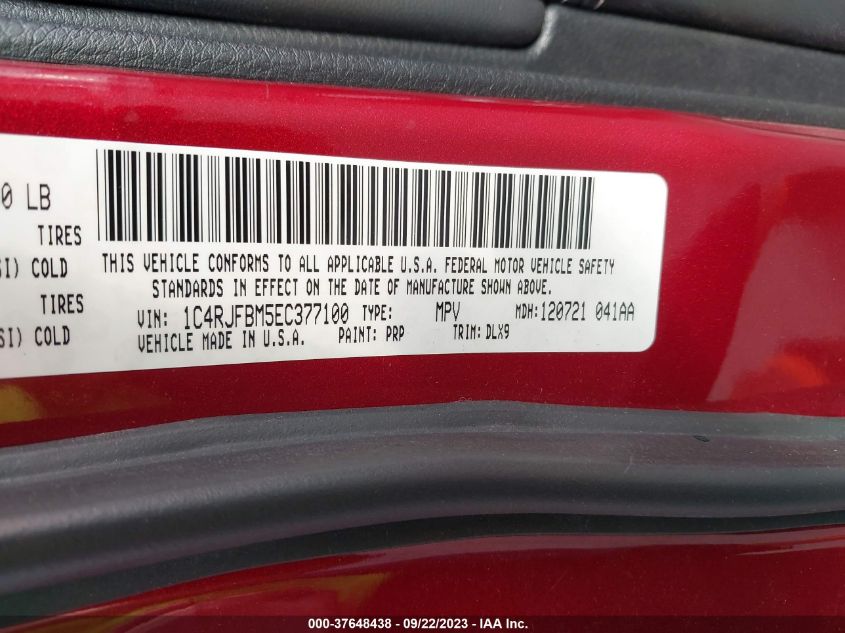 0 LB
TIRES
SI) COLD
TIRES
SI) COLD
THIS VEHICLE CONFORMS TO ALL APPLICABLE U.S.A. FEDERAL MOTOR VEHICLE SAFETY
STANDARDS IN EFFECT ON THE DATE OF MANUFACTURE SHOWN ABOVE.
VIN: 1C4RJFBM5EC377100 TYPE: MPV MDH:120721 041AA
VEHICLE MADE IN U.S.A. PAINT: PRP TRIM: DLX9
000-37648438 - 09/22/2023 - IAA Inc.